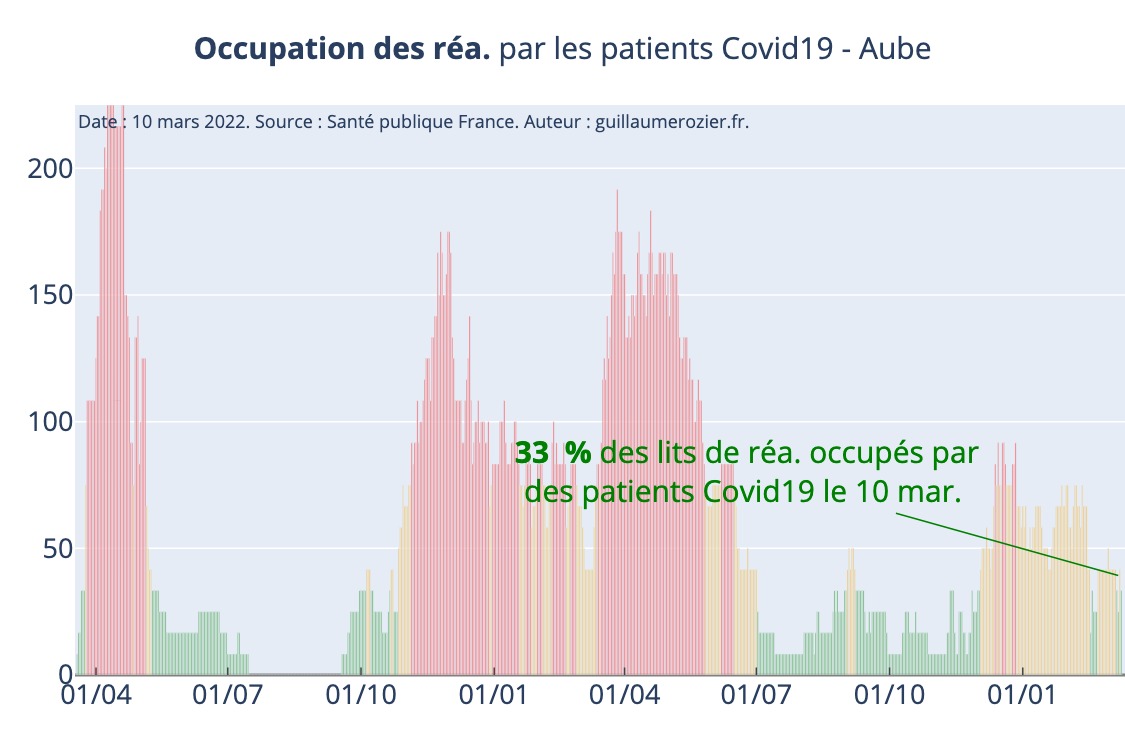 Occupation des réa. par les patients Covid19 - Aube
Date : 10 mars 2022. Source : Santé publique France. Auteur : guillaumerozier.fr.
200
150
100
50
0
33 % des lits de réa. occupés par
des patients Covid19 le 10 mar.
01/04 01/07 01/10 01/01 01/04 01/07 01/10 01/01